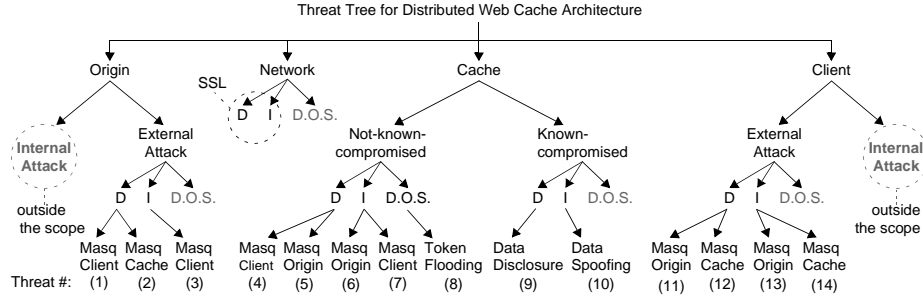 Threat Tree for Distributed Web Cache Architecture
Origin Network Cache Client
SSL
D I D.O.S.
Internal
Attack
External
Attack
Not-known-
compromised
Known-
compromised
External
Attack
Internal
Attack
D I D.O.S. D I D.O.S. D I D.O.S. D I D.O.S.
outside
the scope
outside
the scope
Masq Masq Masq Masq Masq Masq Masq Token Data Data Masq Masq Masq Masq
Client Cache Client Client Origin Origin Client Flooding Disclosure Spoofing Origin Cache Origin Cache
Threat #: (1) (2) (3) (4) (5) (6) (7) (8) (9) (10) (11) (12) (13) (14)